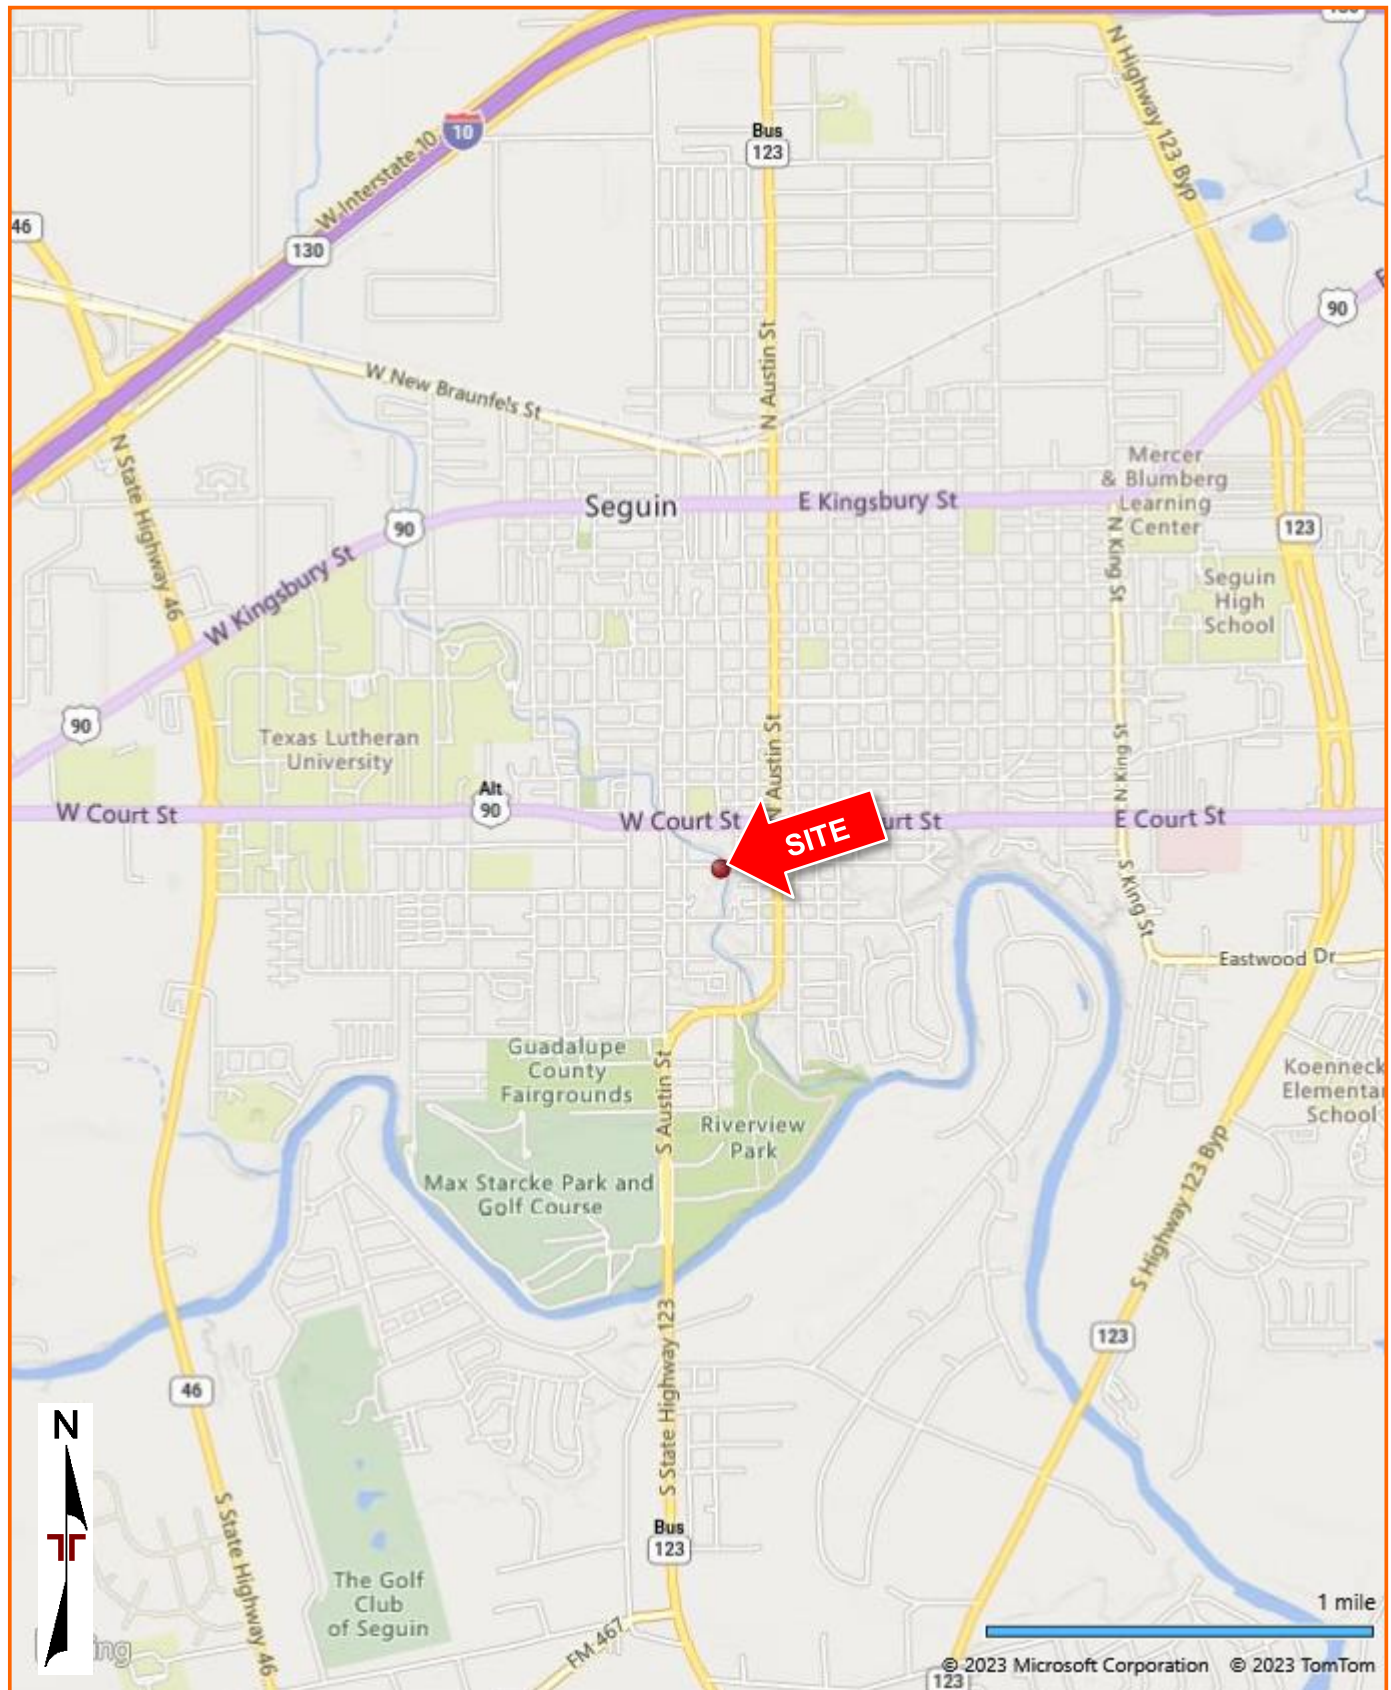 N Highway 123 Byp
10
Bus
123
W Interstate 10
46
130
90
N Austin St
W New Braunfels St
N State Highway 46
Mercer
& Blumberg
Learning
Center
Seguin
E Kingsbury St
90
123
N King St
W Kingsbury St
Seguin
High
School
90
Texas Lutheran
University
N Austin St
N King St
Alt
90
W Court St
W Court St
SITE
urt St
E Court St
S King St
Eastwood Dr
Guadalupe
County
Fairgrounds
S Austin St
Koenneck
Elementa
School
Riverview
Park
Max Starcke Park and
Golf Course
S Highway 123 Byp
123
S State Highway 123
46
N
S State Highway 46
Bus
123
The Golf
Club
of Seguin
FM 467
1 mile
ing
© 2023 Microsoft Corporation © 2023 TomTom
123